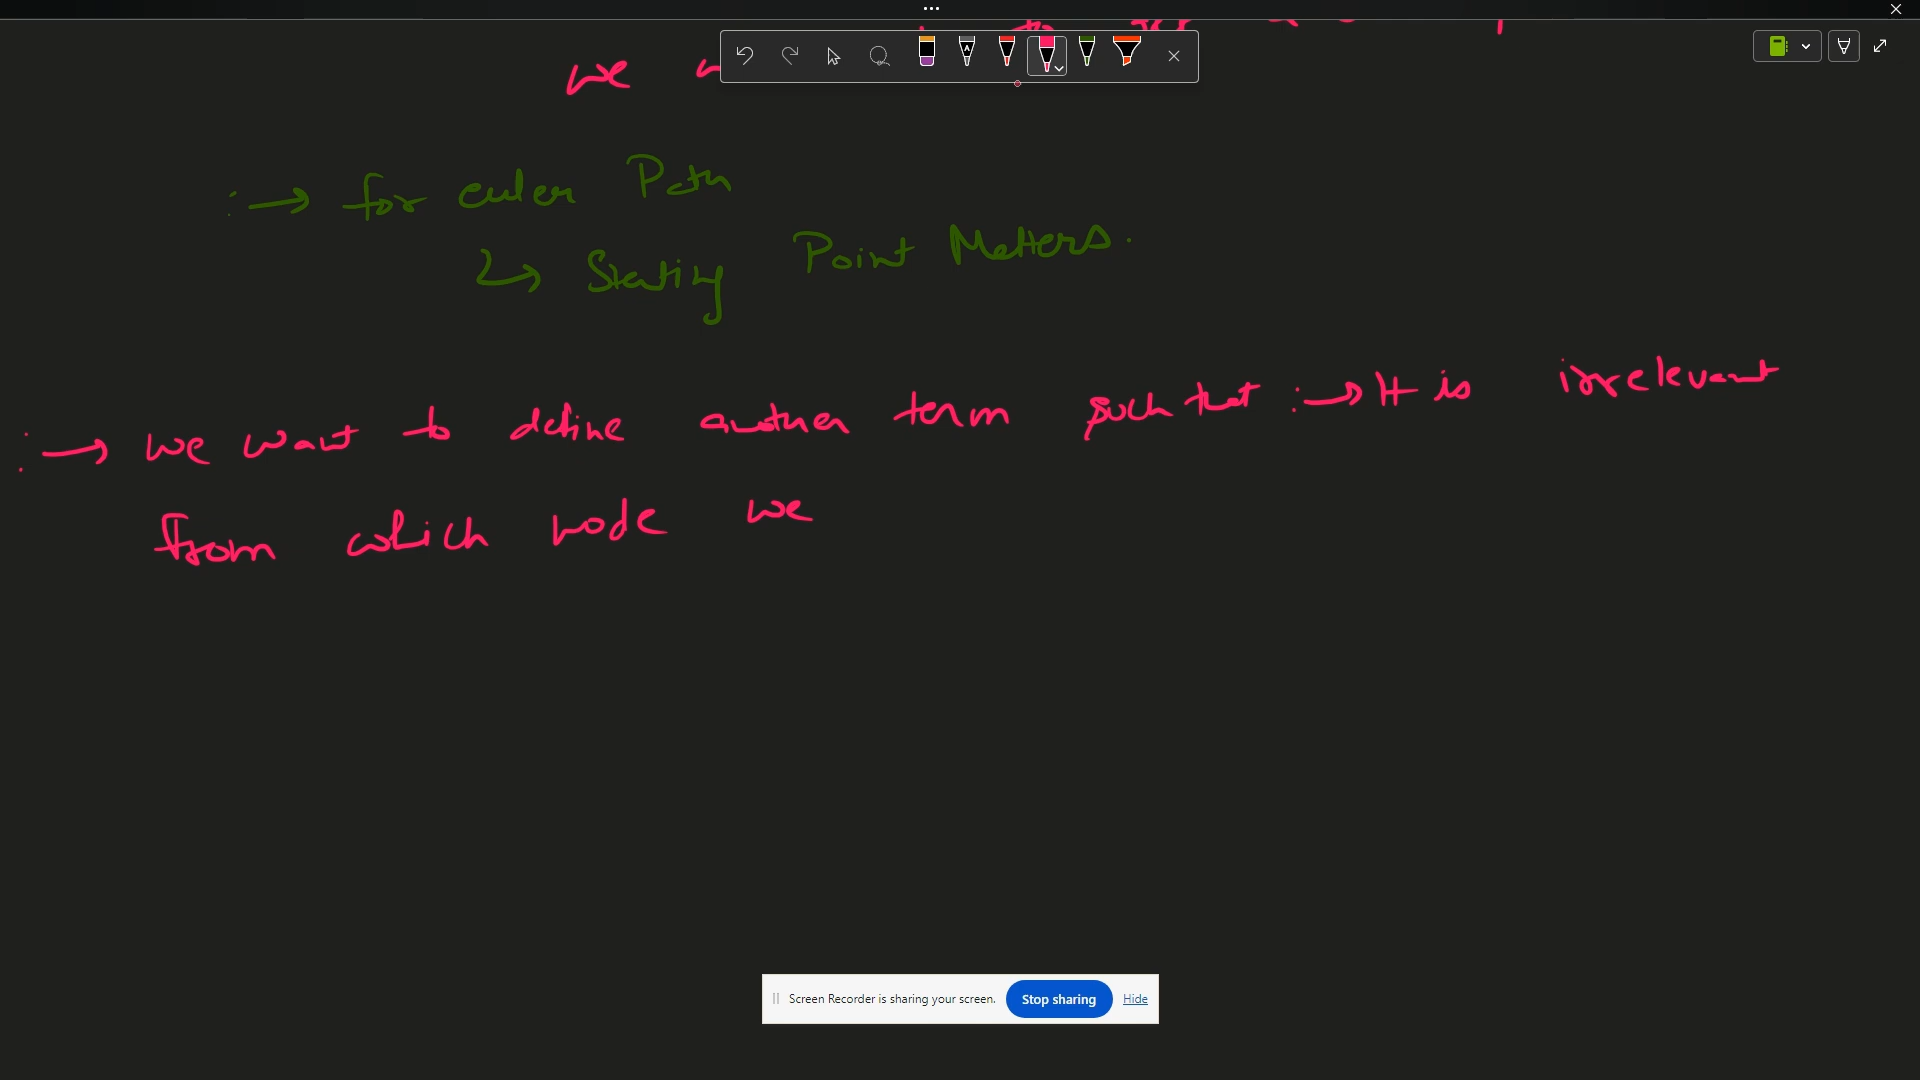 we
:→ for euler Path
↳ Stating Point Matters.
:→ we want to define another term such that :→ It is irrelevant
from which node we
Screen Recorder is sharing your screen. Stop sharing Hide